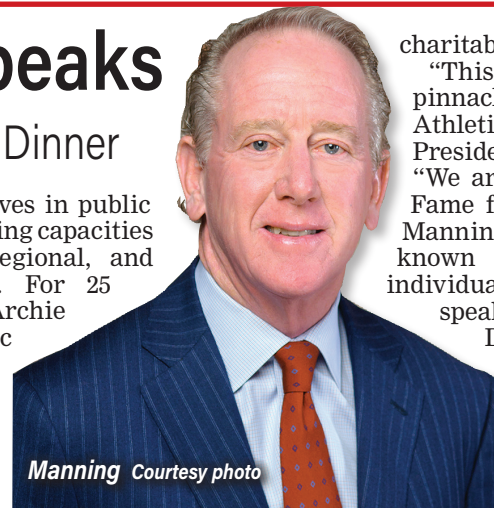 peaks
Dinner
ves in public
ing capacities
egional, and
. For 25
Archie
c
charitab
"This
pinnacl
Athleti
Preside
"We ar
Fame f
Manning
known
individua
speal
D
Manning Courtesy photo